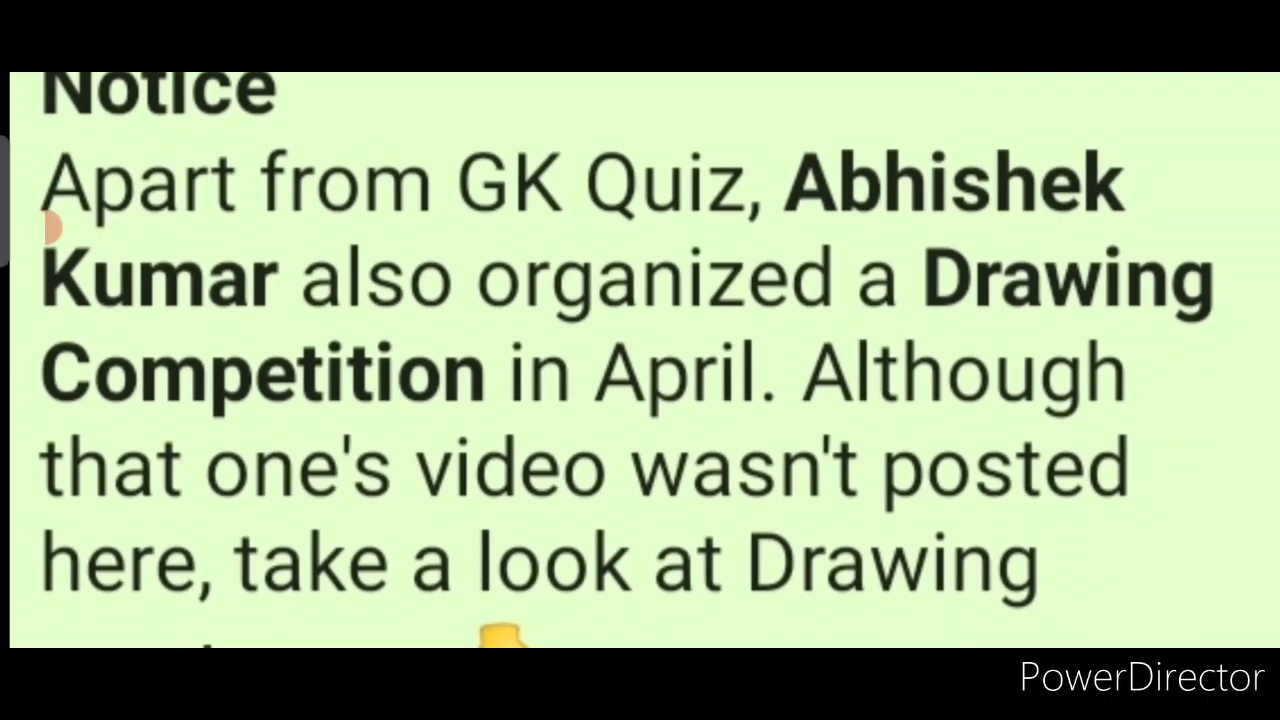 Notice
Apart from GK Quiz, Abhishek
Kumar also organized a Drawing
Competition in April. Although
that one's video wasn't posted
here, take a look at Drawing
PowerDirector